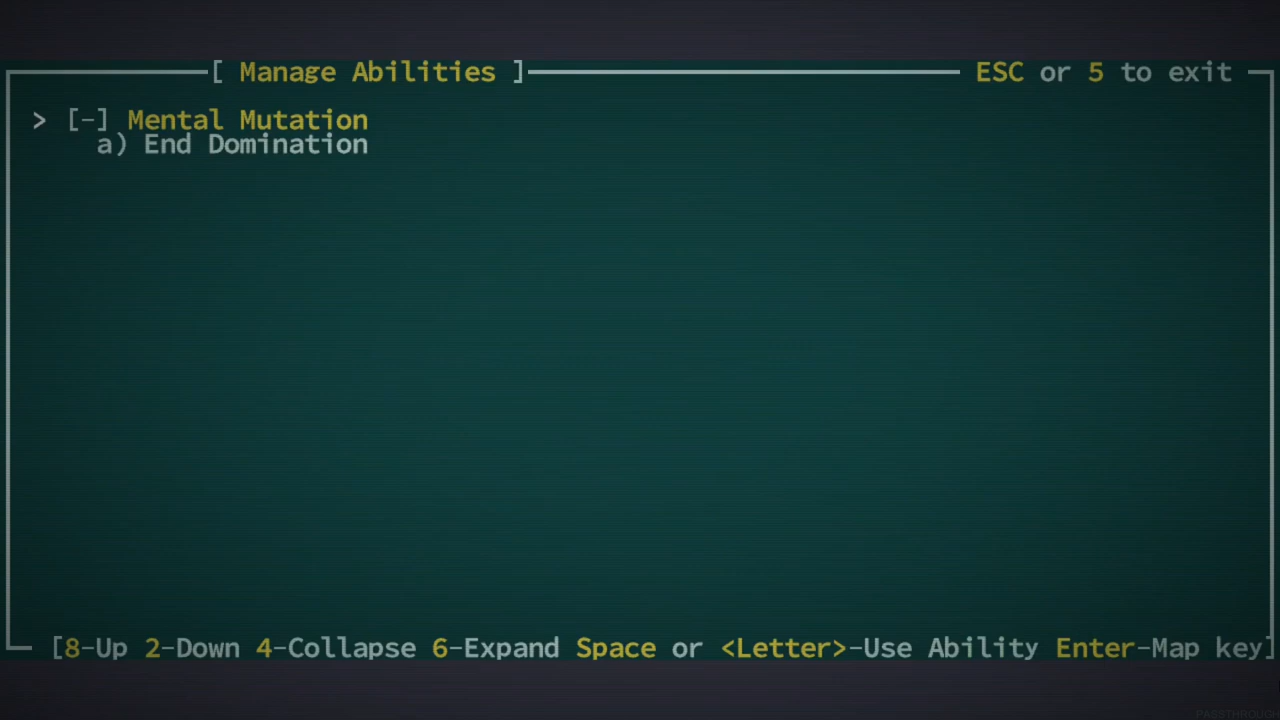 [ Manage Abilities ] ESC or 5 to exit
> [-] Mental Mutation
a) End Domination
[8-Up 2-Down 4-Collapse 6-Expand Space or <Letter>-Use Ability Enter-Map key]
PASSTHROUGH